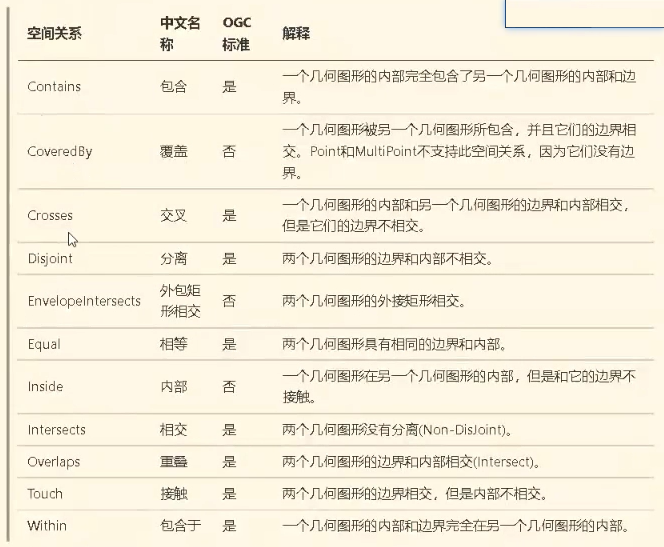 空间关系 中文名称 OGC标准 解释
Contains 包含 是 一个几何图形的内部完全包含了另一个几何图形的内部和边
界。
CoveredBy 覆盖 否 一个几何图形被另一个几何图形所包含，并且它们的边界相
交。Point和MultiPoint不支持此空间关系，因为它们没有边
界。
Crosses 交叉 是 一个几何图形的内部和另一个几何图形的边界和内部相交，
但是它们的边界不相交。
Disjoint 分离 是 两个几何图形的边界和内部不相交。
EnvelopeIntersects 外包矩形相交 否 两个几何图形的外接矩形相交。
Equal 相等 是 两个几何图形具有相同的边界和内部。
Inside 内部 否 一个几何图形在另一个几何图形的内部，但是和它的边界不
接触。
Intersects 相交 是 两个几何图形没有分离(Non-DisJoint)。
Overlaps 重叠 是 两个几何图形的边界和内部相交(Intersect)。
Touch 接触 是 两个几何图形的边界相交，但是内部不相交。
Within 包含于 是 一个几何图形的内部和边界完全在另一个几何图形的内部。